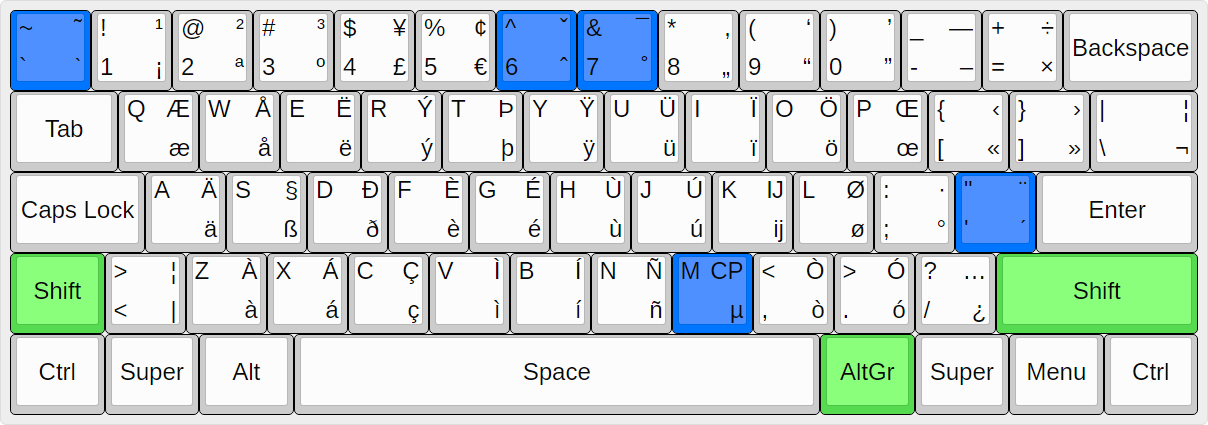 ~ ˜ ! ¹ @ ² # ³ $ ¥ % ¢ ^ ˇ & ¯ * ‚ ( ‘ ) ’ _ — + ÷ Backspace
` ` 1 ¡ 2 ª 3 º 4 £ 5 € 6 ˆ 7 ˚ 8 „ 9 “ 0 ” - – = ×
Tab Q Æ W Å E Ë R Ý T Þ Y Ÿ U Ü I Ï O Ö P Œ { ‹ } › | ¦
æ å ë ý þ ÿ ü ï ö œ [ « ] » \ ¬
Caps Lock A Ä S § D Ð F È G É H Ù J Ú K IJ L Ø : · " ¨ Enter
ä ß ð è é ù ú ij ø ; ° ' ´
Shift > ¦ Z À X Á C Ç V Ì B Í N Ñ M CP < Ò > Ó ? … Shift
< | à á ç ì í ñ µ , ò . ó / ¿
Ctrl Super Alt Space AltGr Super Menu Ctrl